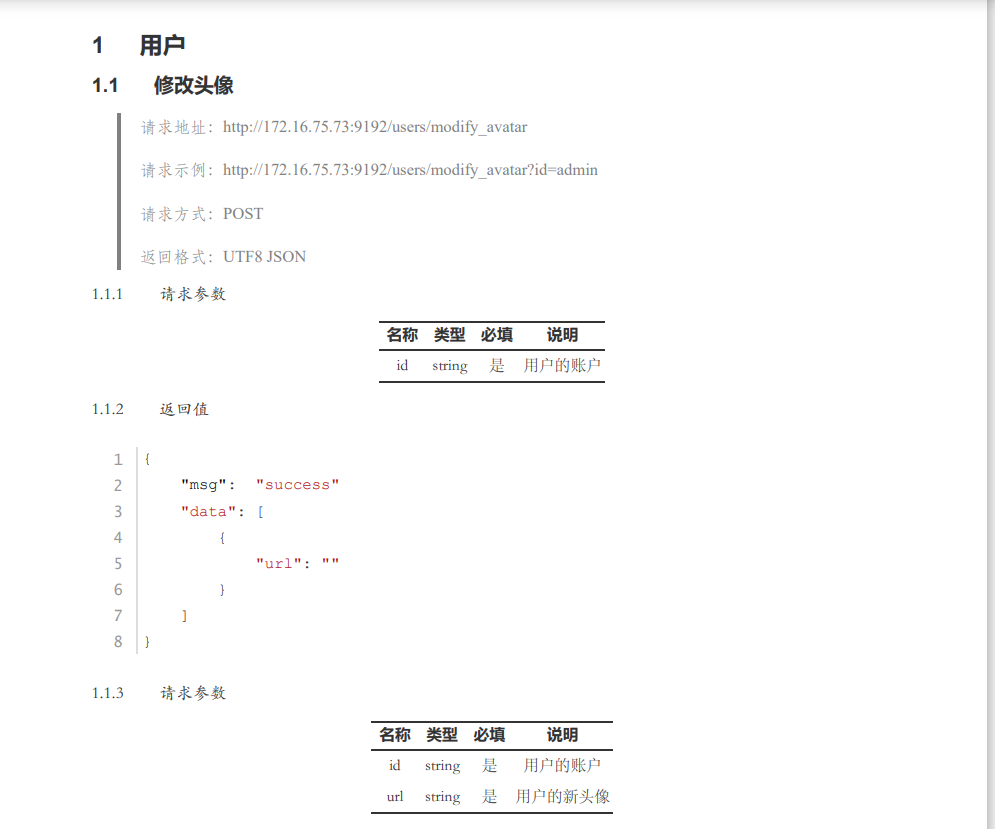 1 用户
1.1 修改头像
请求地址：http://172.16.75.73:9192/users/modify_avatar
请求示例：http://172.16.75.73:9192/users/modify_avatar?id=admin
请求方式：POST
返回格式：UTF8 JSON
1.1.1 请求参数
名称 类型 必填 说明
id string 是 用户的账户
1.1.2 返回值
1 {
2 "msg": "success"
3 "data": [
4 {
5 "url": ""
6 }
7 ]
8 }
1.1.3 请求参数
名称 类型 必填 说明
id string 是 用户的账户
url string 是 用户的新头像